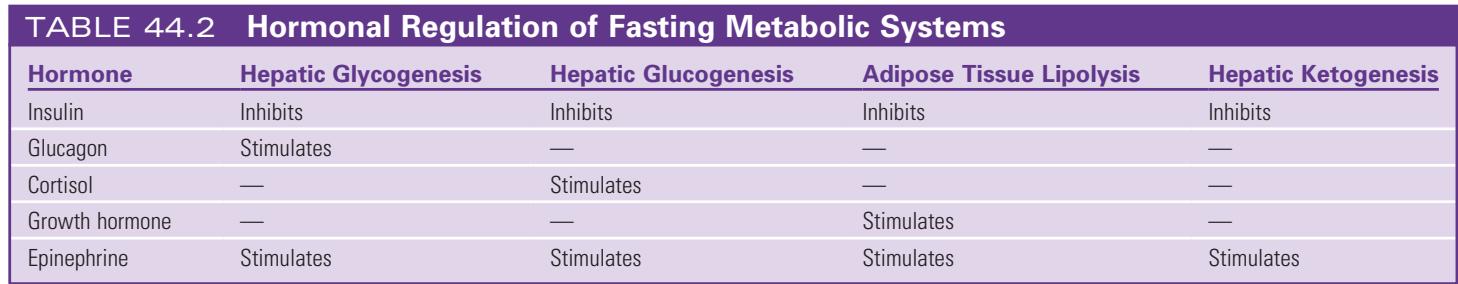 TABLE 44.2 Hormonal Regulation of Fasting Metabolic Systems
Hormone Hepatic Glycogenesis Hepatic Glucogenesis Adipose Tissue Lipolysis Hepatic Ketogenesis
Insulin Inhibits Inhibits Inhibits Inhibits
Glucagon Stimulates — — —
Cortisol — Stimulates — —
Growth hormone — — Stimulates —
Epinephrine Stimulates Stimulates Stimulates Stimulates